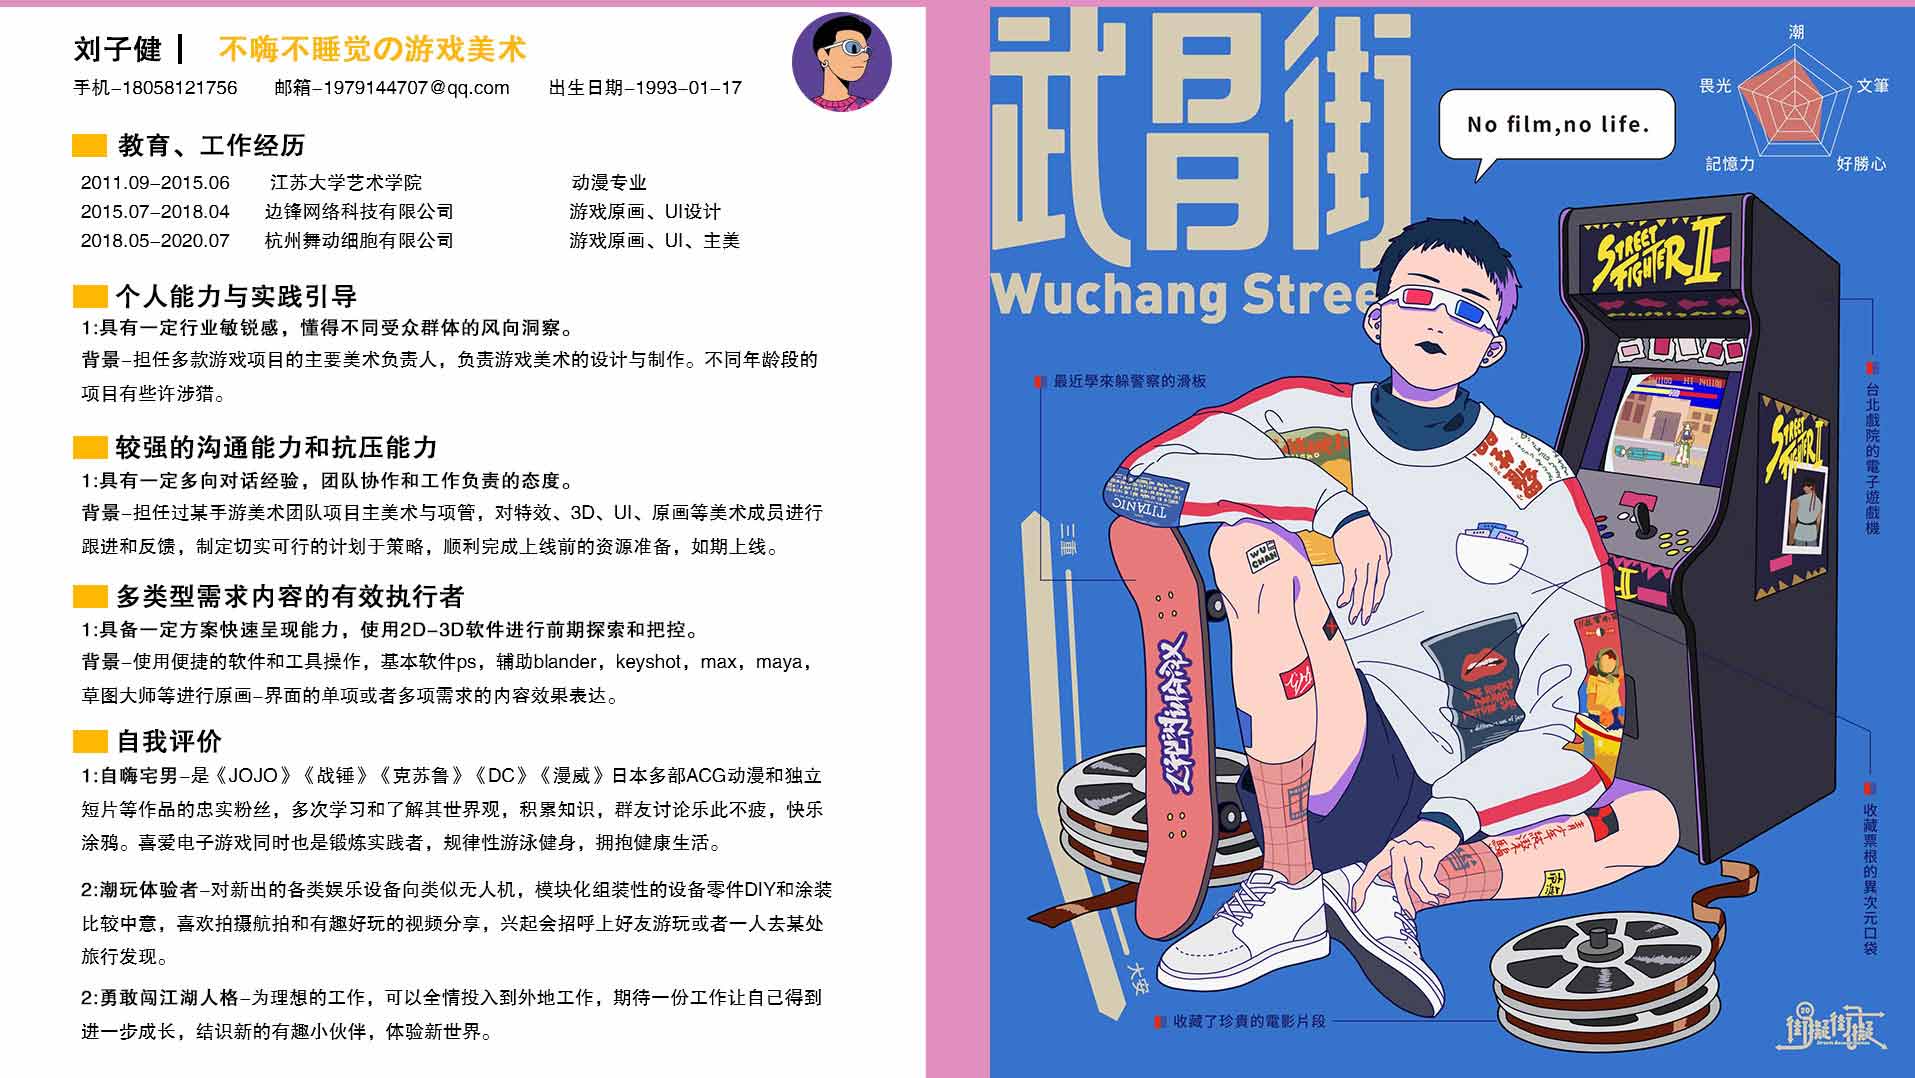 刘子健 | 不嗨不睡觉の游戏美术
手机-18058121756 邮箱-1979144707@qq.com 出生日期-1993-01-17
教育、工作经历
2011.09-2015.06 江苏大学艺术学院 动漫专业
2015.07-2018.04 边锋网络科技有限公司 游戏原画、UI设计
2018.05-2020.07 杭州舞动细胞有限公司 游戏原画、UI、主美
个人能力与实践引导
1:具有一定行业敏锐感，懂得不同受众群体的风向洞察。
背景-担任多款游戏项目的主要美术负责人，负责游戏美术的设计与制作。不同年龄段的
项目有些许涉猎。
较强的沟通能力和抗压能力
1:具有一定多向对话经验，团队协作和工作负责的态度。
背景-担任过某手游美术团队项目主美术与项管，对特效、3D、UI、原画等美术成员进行
跟进和反馈，制定切实可行的计划于策略，顺利完成上线前的资源准备，如期上线。
多类型需求内容的有效执行者
1:具备一定方案快速呈现能力，使用2D-3D软件进行前期探索和把控。
背景-使用便捷的软件和工具操作，基本软件ps，辅助blander，keyshot，max，maya，
草图大师等进行原画-界面的单项或者多项需求的内容效果表达。
自我评价
1:自嗨宅男-是《JOJO》《战锤》《克苏鲁》《DC》《漫威》日本多部ACG动漫和独立
短片等作品的忠实粉丝，多次学习和了解其世界观，积累知识，群友讨论乐此不疲，快乐
涂鸦。喜爱电子游戏同时也是锻炼实践者，规律性游泳健身，拥抱健康生活。
2:潮玩体验者-对新出的各类娱乐设备向类似无人机，模块化组装性的设备零件DIY和涂装
比较中意，喜欢拍摄航拍和有趣好玩的视频分享，兴起会招呼上好友游玩或者一人去某处
旅行发现。
2:勇敢闯江湖人格-为理想的工作，可以全情投入到外地工作，期待一份工作让自己得到
进一步成长，结识新的有趣小伙伴，体验新世界。
武昌街
Wuchang Stree
No film,no life.
潮
文筆
好勝心
記憶力
畏光
STREET
FIGHTER II
最近學來躲警察的滑板
台北戲院的電子遊戲機
STREET
FIGHTER II
TITANIC
WU
CHAN
三重
大安
收藏票根的異次元口袋
收藏了珍貴的電影片段
街擬街擬